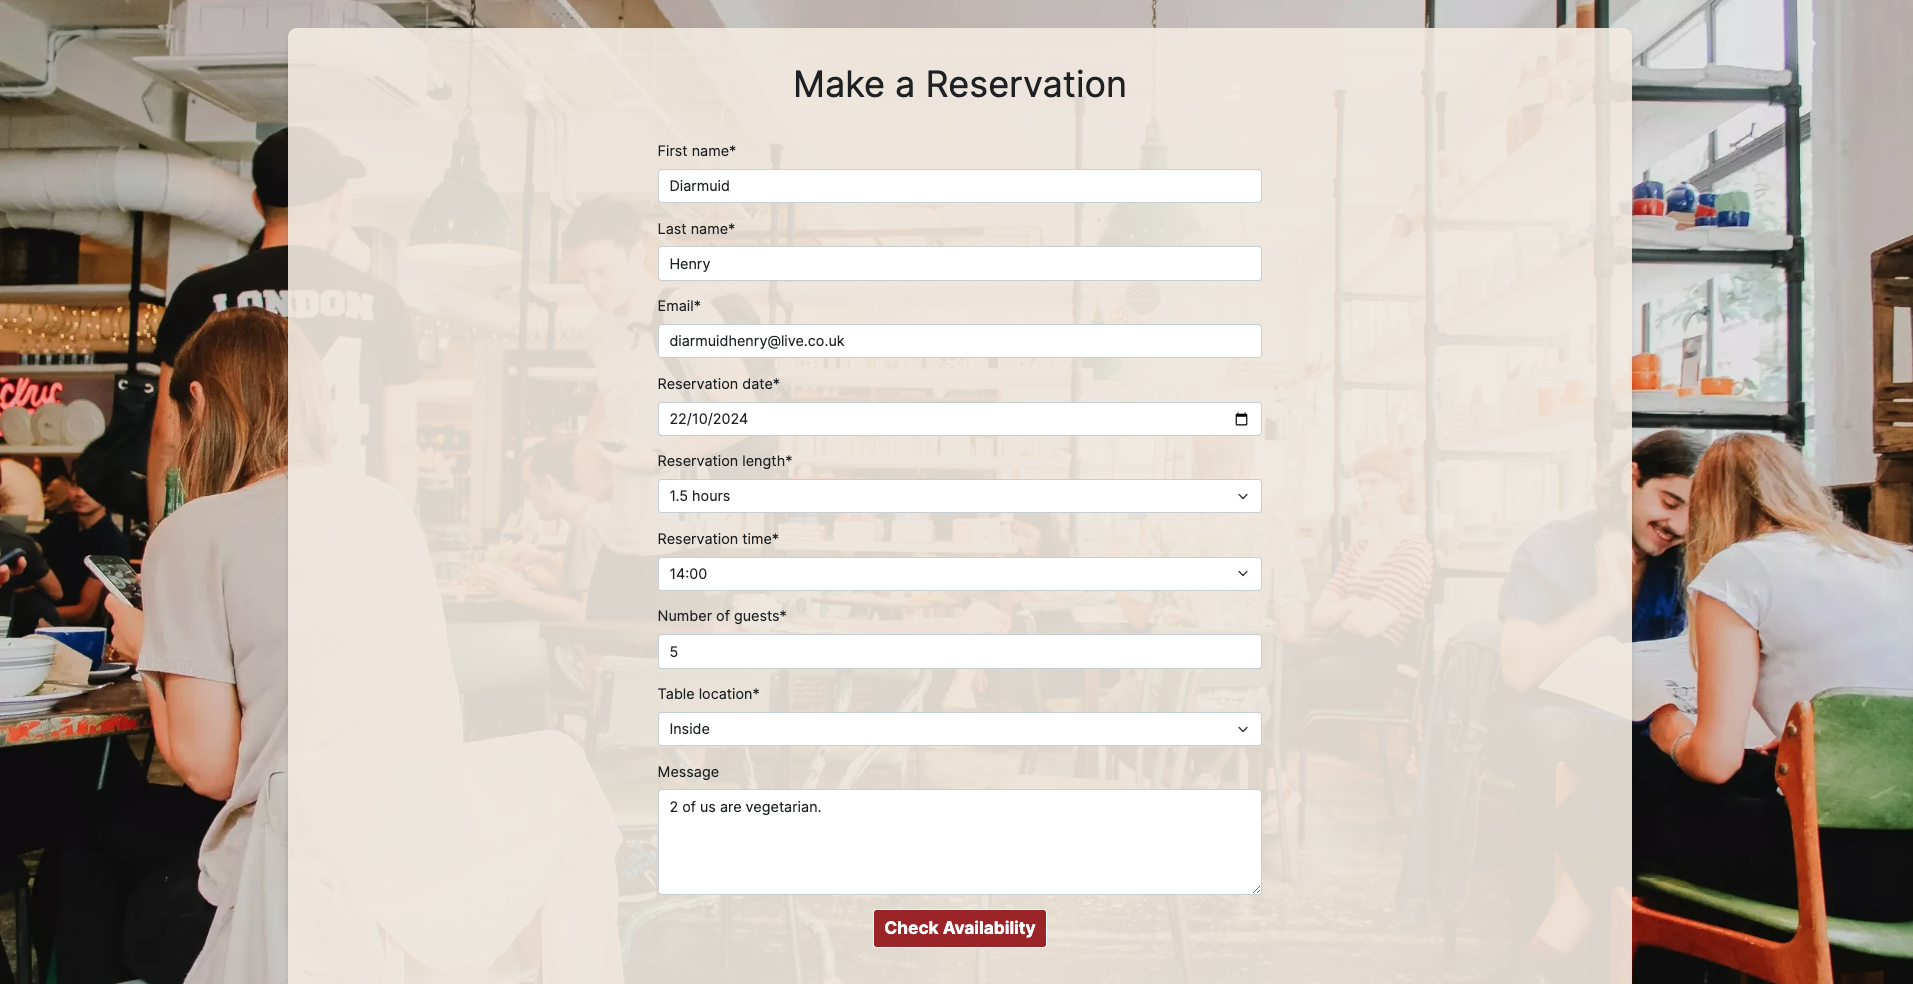 Make a Reservation
First name*
Diarmuid
Last name*
Henry
Email*
diarmuidhenry@live.co.uk
Reservation date*
22/10/2024
Reservation length*
1.5 hours
Reservation time*
14:00
Number of guests*
5
Table location*
Inside
Message
2 of us are vegetarian.
Check Availability
LONDON